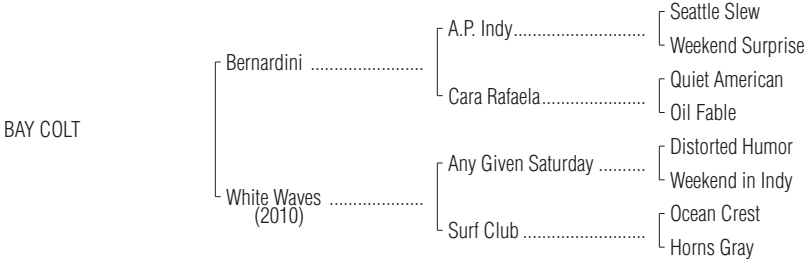 Seattle Slew
A.P. Indy..........................
Weekend Surprise
Bernardini ......................
Quiet American
Cara Rafaela....................
Oil Fable
BAY COLT
Distorted Humor
Any Given Saturday .........
Weekend in Indy
White Waves ..................
(2010)
Ocean Crest
Surf Club ........................
Horns Gray